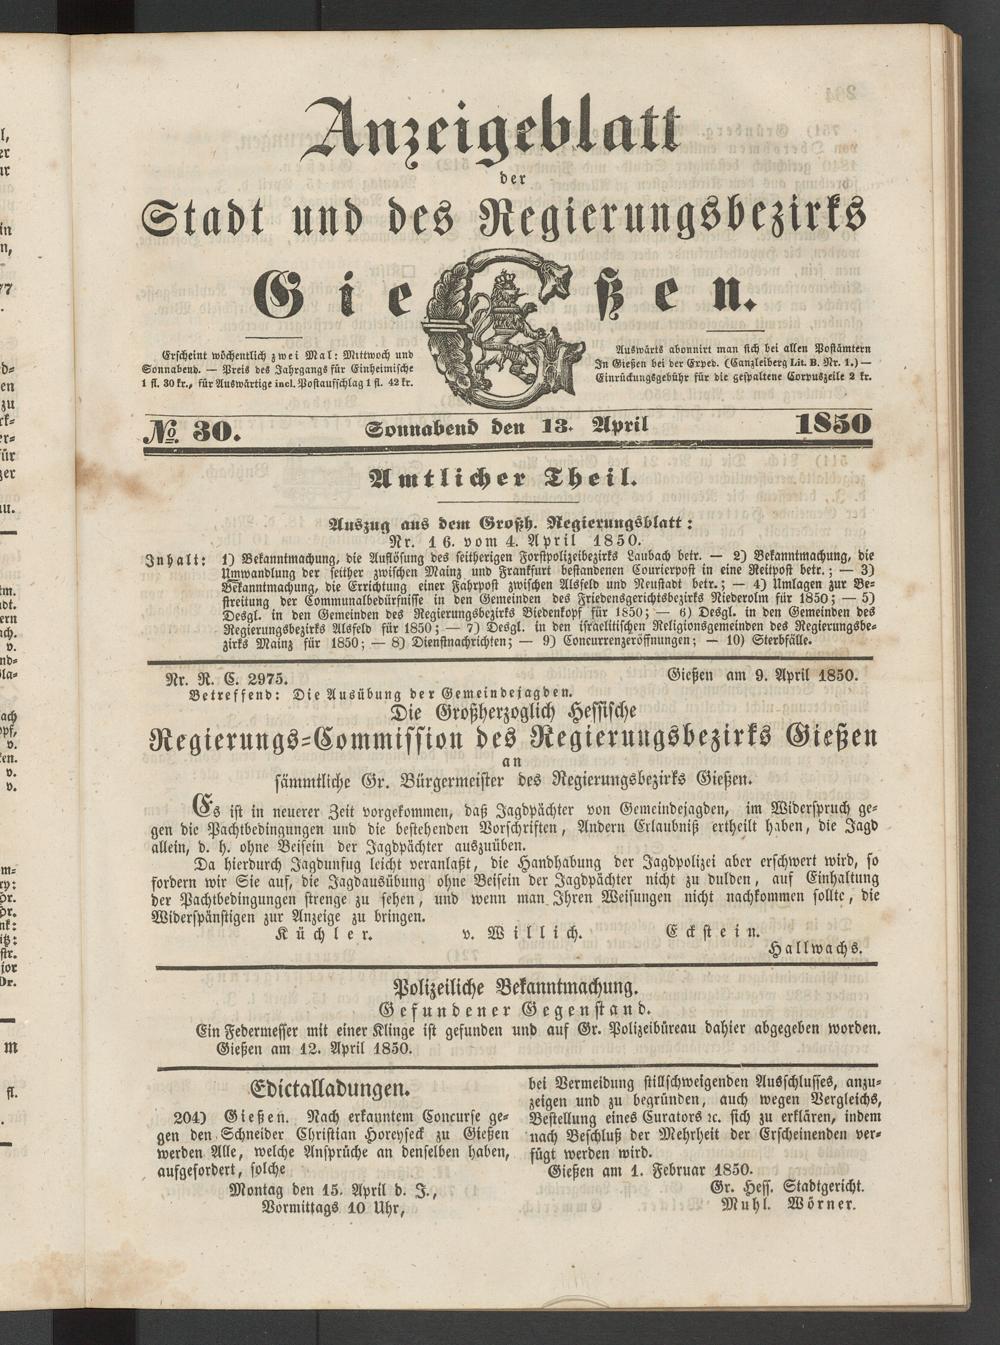 Anzeigeblatt
der
Stadt und des Regierungsbezirks
Gießen.
Erscheint wöchentlich zwei Mal: Mittwoch und
Sonnabend. — Preis des Jahrgangs für Einheimische
1 fl. 30 kr., für Auswärtige incl. Postaufschlag 1 fl. 42 kr.
Auswärts abonnirt man sich bei allen Postämtern
In Gießen bei der Exped. (Canzleiberg Lit. B. Nr. 1.) —
Einrückungsgebühr für die gespaltene Corpuszeile 2 kr.
No. 30. Sonnabend den 13. April 1850
Amtlicher Theil.
Auszug aus dem Großh. Regierungsblatt:
Nr. 16. vom 4. April 1850.
Inhalt: 1) Bekanntmachung, die Auflösung des seitherigen Forstpolizeibezirks Laubach betr. — 2) Bekanntmachung, die
Umwandlung der seither zwischen Mainz und Frankfurt bestandenen Courierpost in eine Reitpost betr.; — 3)
Bekanntmachung, die Errichtung einer Fahrpost zwischen Alsfeld und Neustadt betr.; — 4) Umlagen zur Be-
streitung der Communalbedürfnisse in den Gemeinden des Friedensgerichtsbezirks Niederolm für 1850; — 5)
Desgl. in den Gemeinden des Regierungsbezirks Biedenkopf für 1850; — 6) Desgl. in den Gemeinden des
Regierungsbezirks Alsfeld für 1850; — 7) Desgl. in den israelitischen Religionsgemeinden des Regierungsbe-
zirks Mainz für 1850; — 8) Dienstnachrichten; — 9) Concurrenzeröffnungen; — 10) Sterbfälle.
Nr. R. C. 2975. Gießen am 9. April 1850.
Betreffend: Die Ausübung der Gemeindejagden.
Die Großherzoglich Hessische
Regierungs-Commission des Regierungsbezirks Gießen
an
sämmtliche Gr. Bürgermeister des Regierungsbezirks Gießen.
Es ist in neuerer Zeit vorgekommen, daß Jagdpächter von Gemeindejagden, im Widerspruch ge-
gen die Pachtbedingungen und die bestehenden Vorschriften, Andern Erlaubniß ertheilt haben, die Jagd
allein, d. h. ohne Beisein der Jagdpächter auszuüben.
Da hierdurch Jagdunfug leicht veranlaßt, die Handhabung der Jagdpolizei aber erschwert wird, so
fordern wir Sie auf, die Jagdausübung ohne Beisein der Jagdpächter nicht zu dulden, auf Einhaltung
der Pachtbedingungen strenge zu sehen, und wenn man Ihren Weisungen nicht nachkommen sollte, die
Widerspänstigen zur Anzeige zu bringen.
Küchler. v. Willich. Eckstein.
Hallwachs.
Polizeiliche Bekanntmachung.
Gefundener Gegenstand.
Ein Federmesser mit einer Klinge ist gefunden und auf Gr. Polizeibüreau dahier abgegeben worden.
Gießen am 12. April 1850.
Edictalladungen.
204) Gießen. Nach erkanntem Concurse ge-
gen den Schneider Christian Horeyseck zu Gießen
werden Alle, welche Ansprüche an denselben haben,
aufgefordert, solche
Montag den 15. April d. J.,
Vormittags 10 Uhr,
bei Vermeidung stillschweigenden Ausschlusses, anzu-
zeigen und zu begründen, auch wegen Vergleichs,
Bestellung eines Curators ꝛc. sich zu erklären, indem
nach Beschluß der Mehrheit der Erscheinenden ver-
fügt werden wird.
Gießen am 1. Februar 1850.
Gr. Hess. Stadtgericht.
Muhl. Wörner.